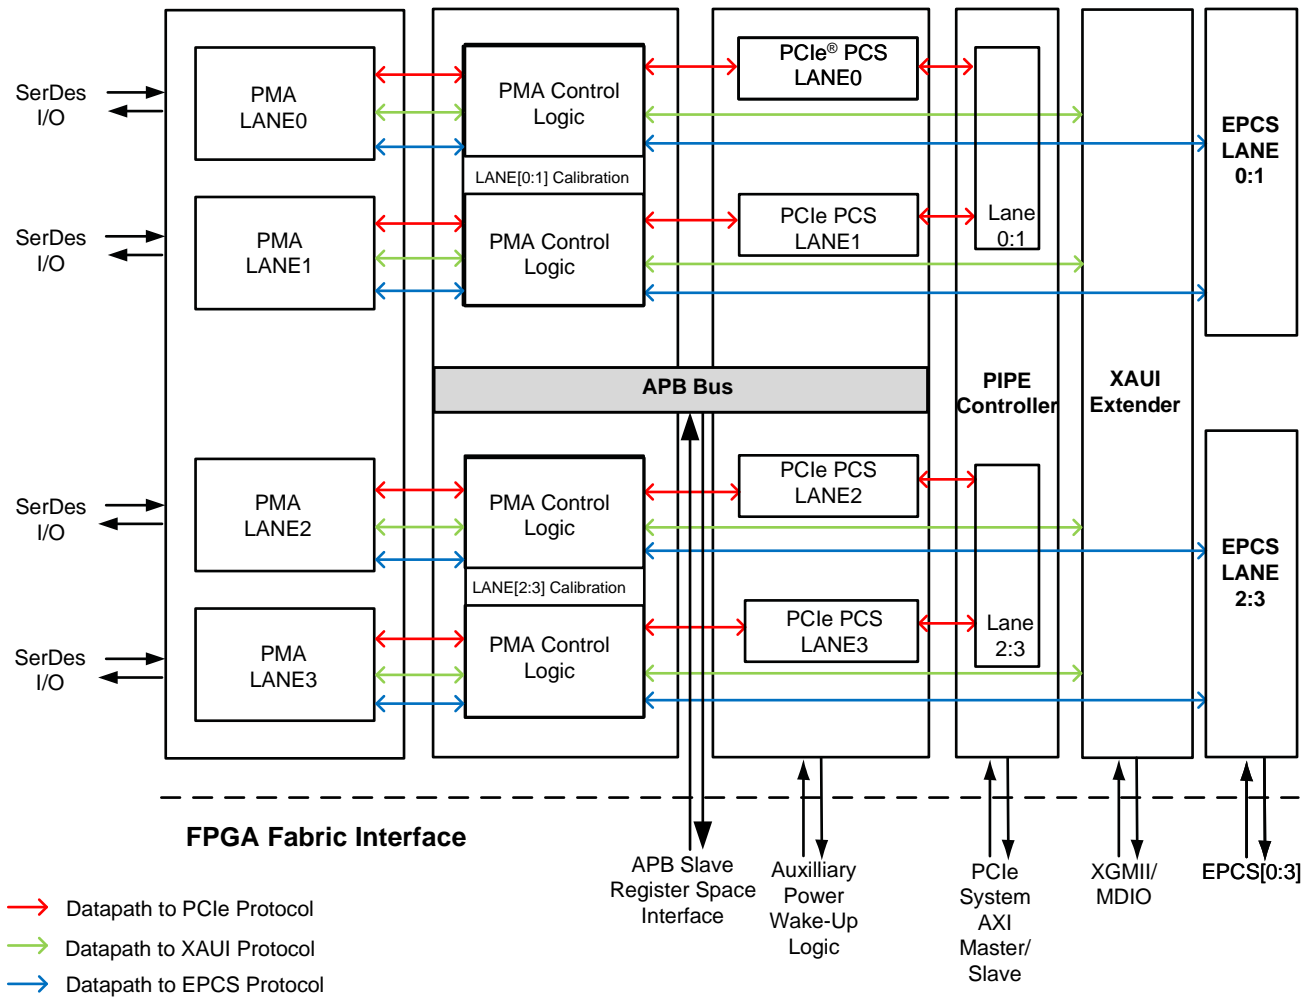 SerDes
I/O
PMA
LANE0
PMA Control
Logic
PCIe® PCS
LANE0
EPCS
LANE
0:1
LANE[0:1] Calibration
SerDes
I/O
PMA
LANE1
PMA Control
Logic
PCIe PCS
LANE1
Lane
0:1
APB Bus
PIPE
Controller
XAUI
Extender
SerDes
I/O
PMA
LANE2
PMA Control
Logic
PCIe PCS
LANE2
EPCS
LANE
2:3
LANE[2:3] Calibration
SerDes
I/O
PMA
LANE3
PMA Control
Logic
PCIe PCS
LANE3
Lane
2:3
FPGA Fabric Interface
APB Slave
Register Space
Interface
Auxilliary
Power
Wake-Up
Logic
PCIe
System
AXI
Master/
Slave
XGMII/
MDIO
EPCS[0:3]
Datapath to PCIe Protocol
Datapath to XAUI Protocol
Datapath to EPCS Protocol